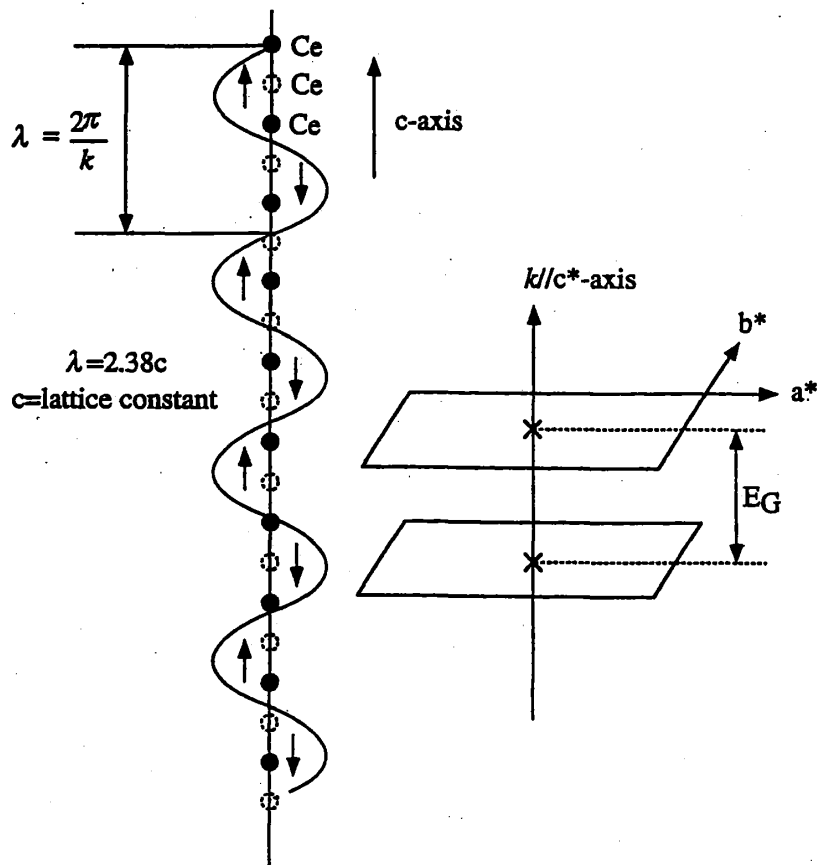 Ce
Ce
Ce
c-axis
λ = 2π/k
k//c*-axis
b*
a*
λ=2.38c
c=lattice constant
E_G